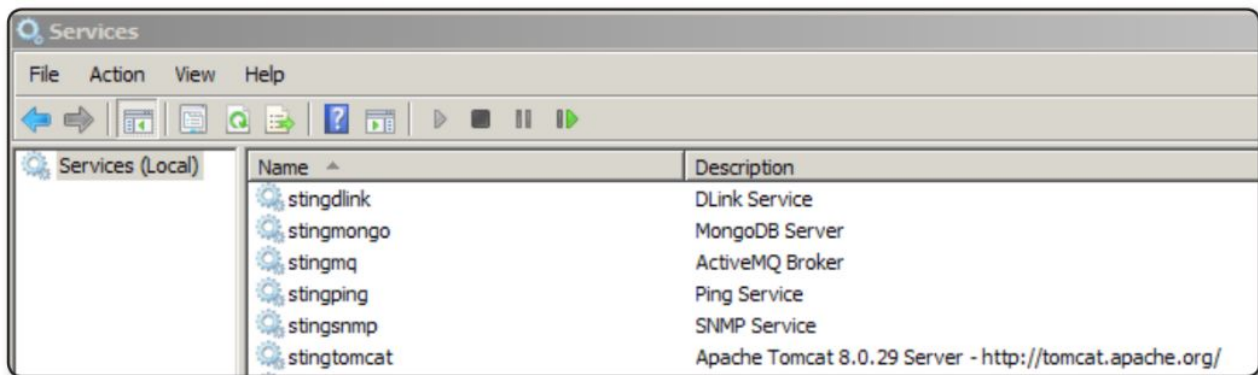 Services
File Action View Help
Services (Local)
Name Description
stingdlink DLink Service
stingmongo MongoDB Server
stingmq ActiveMQ Broker
stingping Ping Service
stingsnmp SNMP Service
stingtomcat Apache Tomcat 8.0.29 Server - http://tomcat.apache.org/